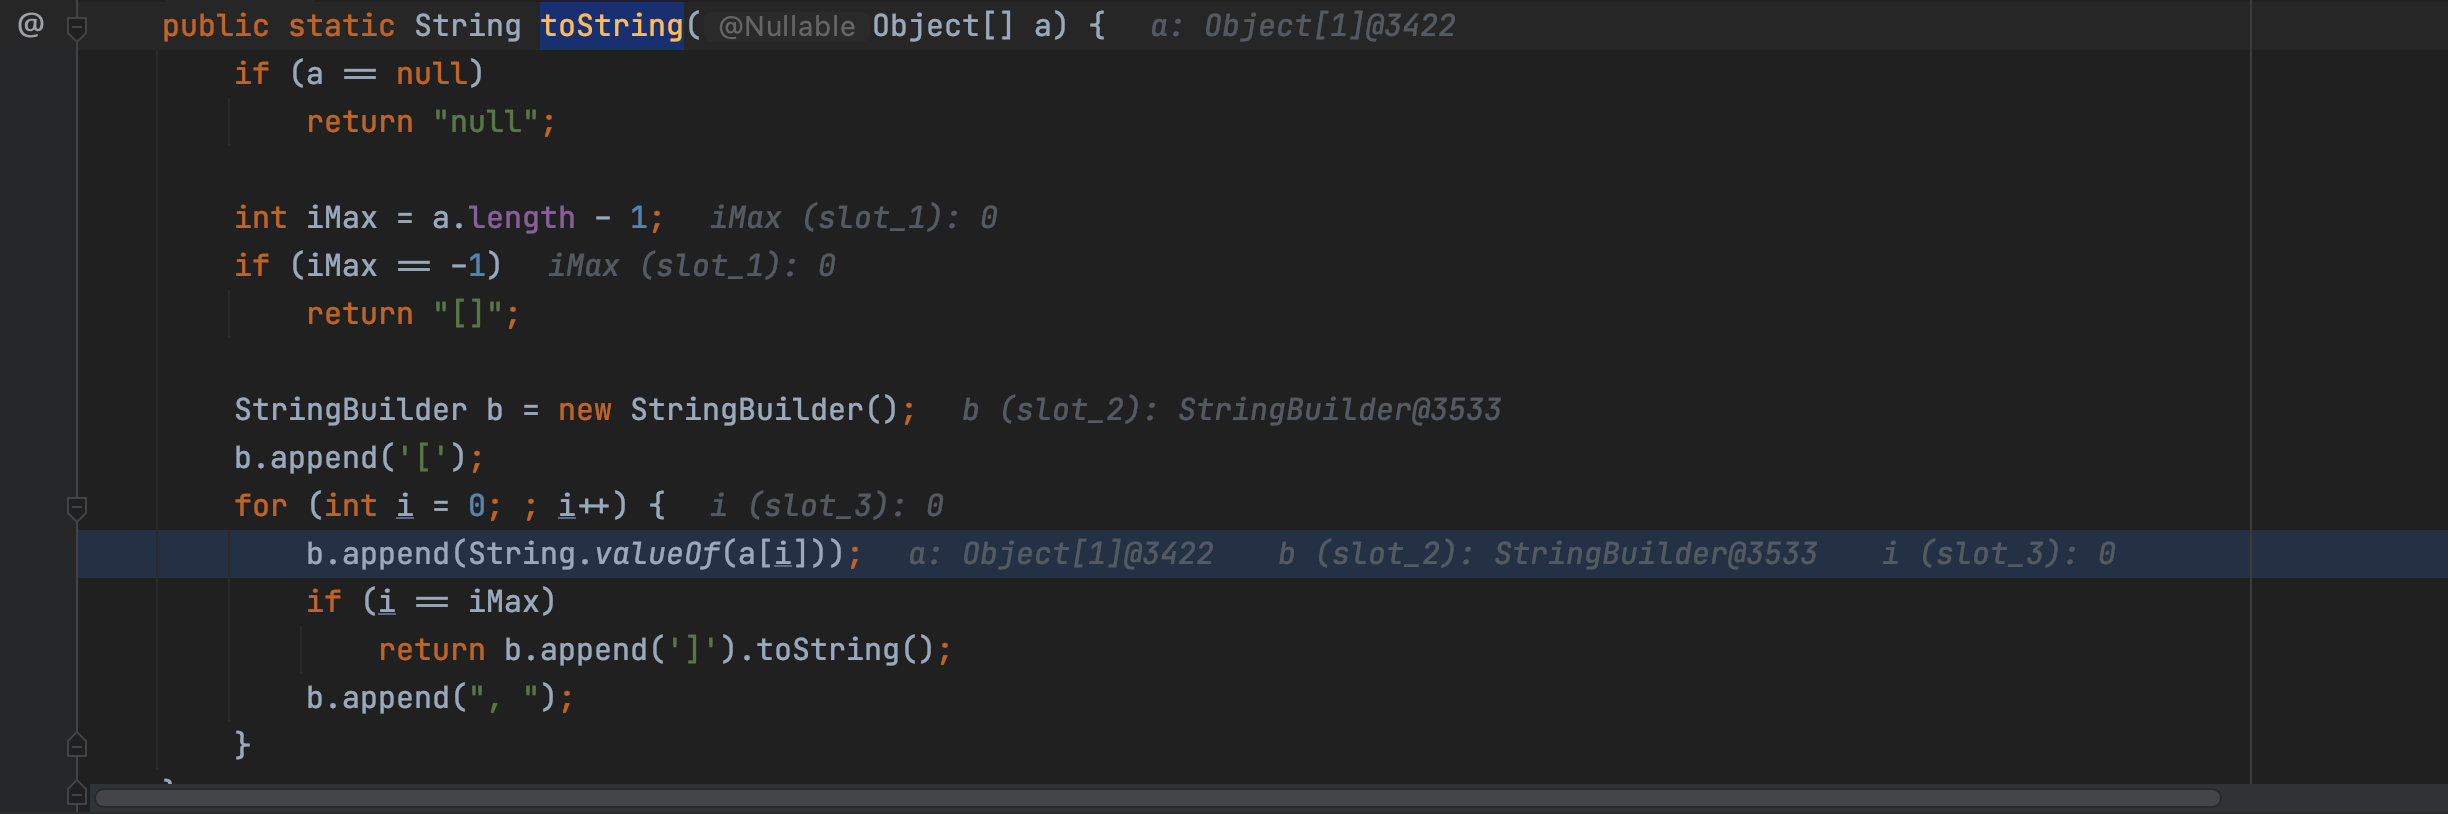 @ public static String toString( @Nullable Object[] a) { a: Object[1]@3422
if (a == null)
return "null";
int iMax = a.length - 1; iMax (slot_1): 0
if (iMax == -1) iMax (slot_1): 0
return "[]";
StringBuilder b = new StringBuilder(); b (slot_2): StringBuilder@3533
b.append('[');
for (int i = 0; ; i++) { i (slot_3): 0
b.append(String.valueOf(a[i])); a: Object[1]@3422 b (slot_2): StringBuilder@3533 i (slot_3): 0
if (i == iMax)
return b.append(']').toString();
b.append(", ");
}